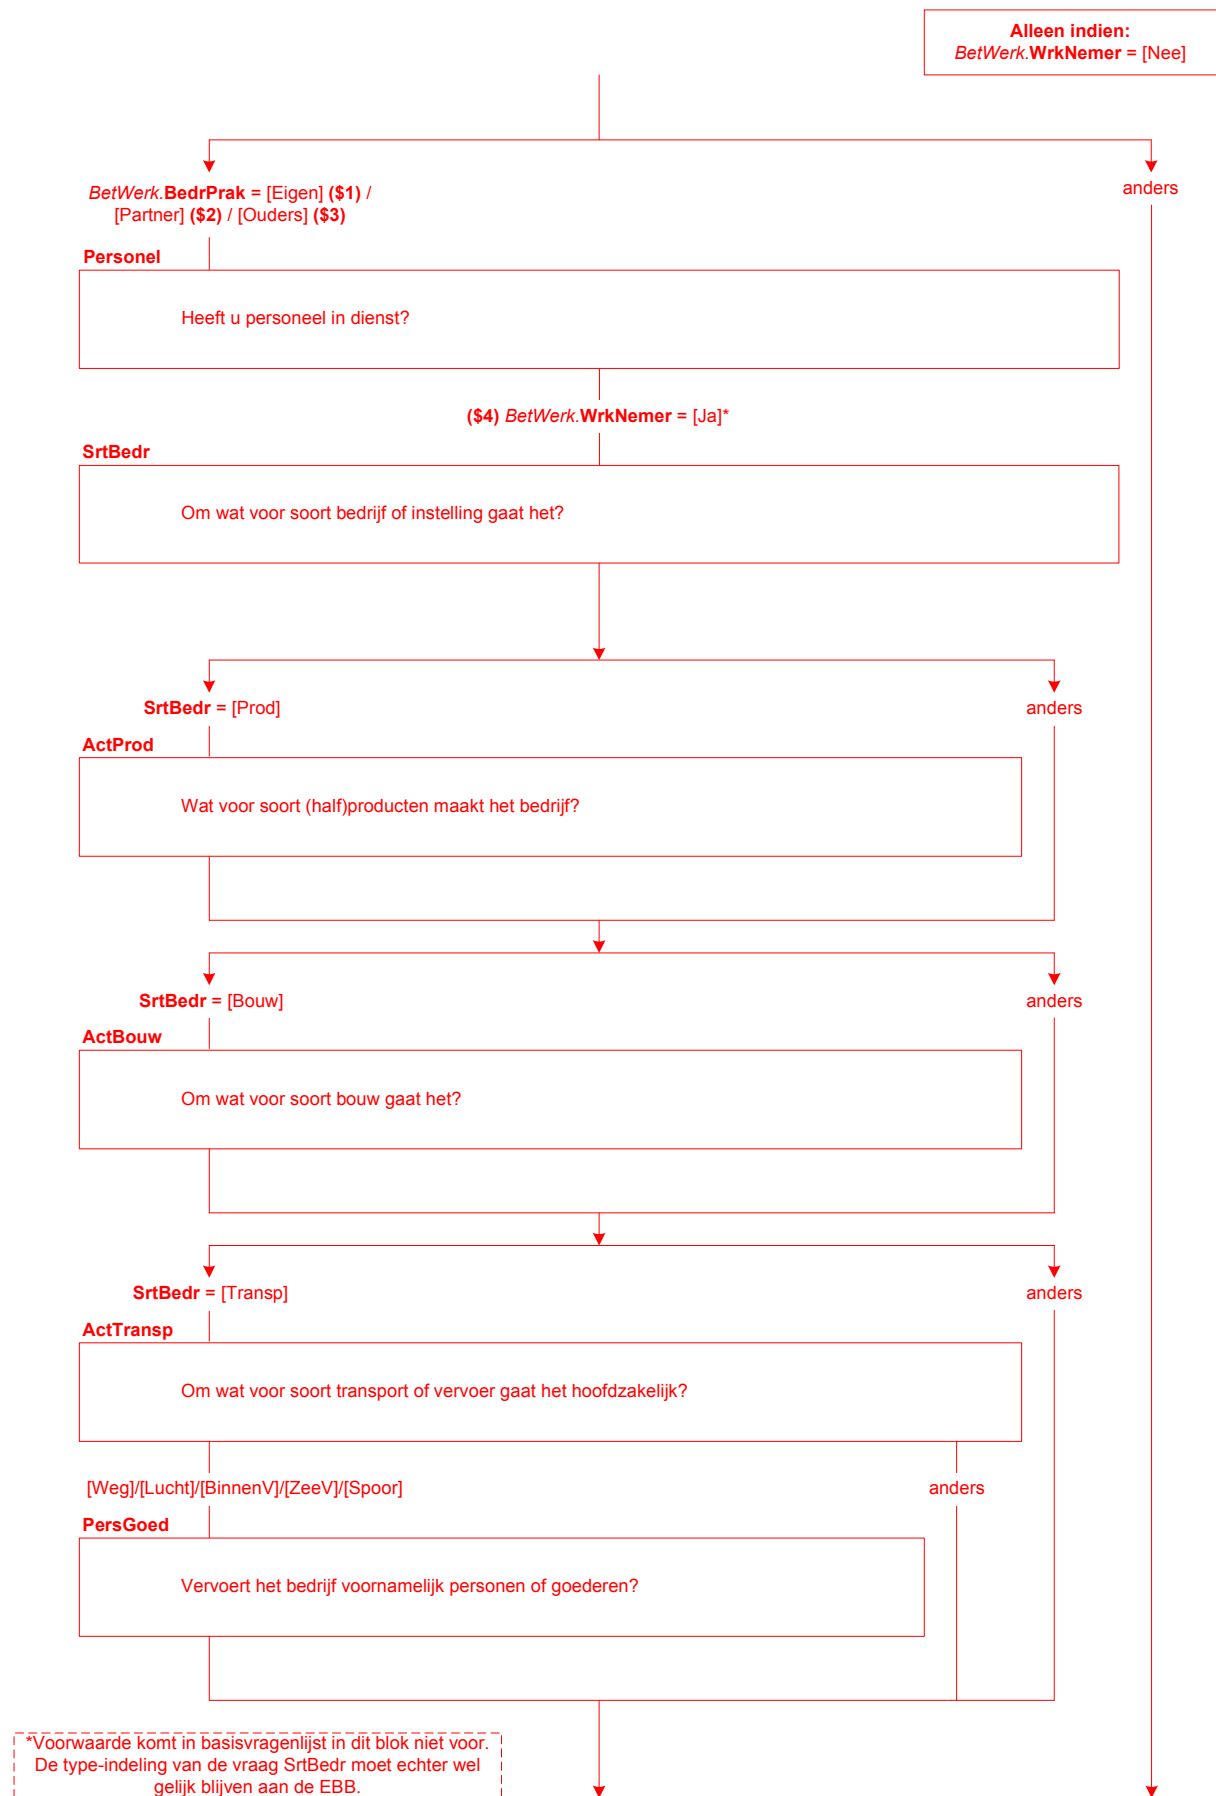 Alleen indien:
BetWerk.WrkNemer = [Nee]
BetWerk.BedrPrak = [Eigen] ($1) /
[Partner] ($2) / [Ouders] ($3)
anders
Personel
Heeft u personeel in dienst?
($4) BetWerk.WrkNemer = [Ja]*
SrtBedr
Om wat voor soort bedrijf of instelling gaat het?
SrtBedr = [Prod]
anders
ActProd
Wat voor soort (half)producten maakt het bedrijf?
SrtBedr = [Bouw]
anders
ActBouw
Om wat voor soort bouw gaat het?
SrtBedr = [Transp]
anders
ActTransp
Om wat voor soort transport of vervoer gaat het hoofdzakelijk?
[Weg]/[Lucht]/[BinnenV]/[ZeeV]/[Spoor]
anders
PersGoed
Vervoert het bedrijf voornamelijk personen of goederen?
*Voorwaarde komt in basisvragenlijst in dit blok niet voor.
De type-indeling van de vraag SrtBedr moet echter wel
gelijk blijven aan de EBB.